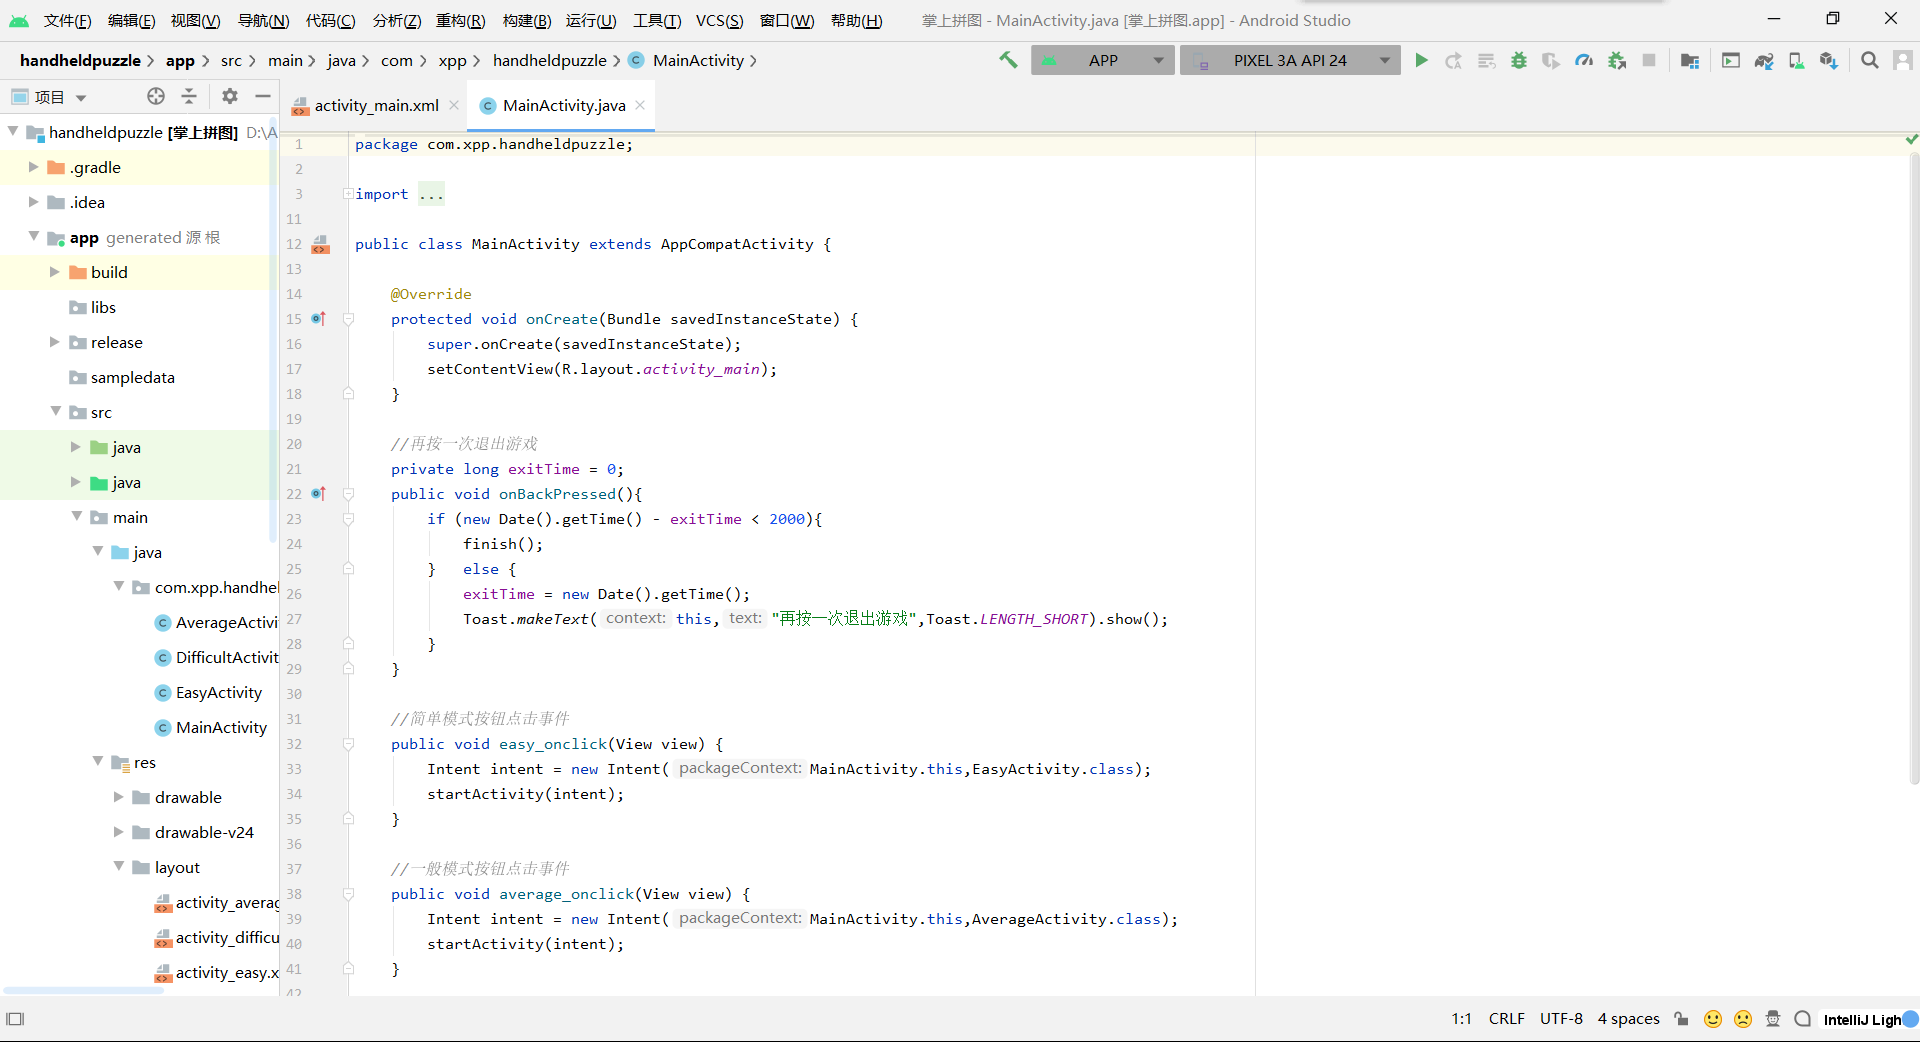 文件(F) 编辑(E) 视图(V) 导航(N) 代码(C) 分析(Z) 重构(R) 构建(B) 运行(U) 工具(T) VCS(S) 窗口(W) 帮助(H) 掌上拼图 - MainActivity.java [掌上拼图.app] - Android Studio
handheldpuzzle app src main java com xpp handheldpuzzle C MainActivity APP PIXEL 3A API 24
项目
activity_main.xml
C MainActivity.java
handheldpuzzle [掌上拼图] D:\A
.gradle
.idea
app generated 源 根
build
libs
release
sampledata
src
java
java
main
java
com.xpp.handhel
C AverageActivi
C DifficultActivit
C EasyActivity
C MainActivity
res
drawable
drawable-v24
layout
activity_averag
activity_difficu
activity_easy.x
1 package com.xpp.handheldpuzzle;
2
3 import ...
11
12 public class MainActivity extends AppCompatActivity {
13
14 @Override
15 protected void onCreate(Bundle savedInstanceState) {
16 super.onCreate(savedInstanceState);
17 setContentView(R.layout.activity_main);
18 }
19
20 //再按一次退出游戏
21 private long exitTime = 0;
22 public void onBackPressed(){
23 if (new Date().getTime() - exitTime < 2000){
24 finish();
25 } else {
26 exitTime = new Date().getTime();
27 Toast.makeText( context: this, text: "再按一次退出游戏",Toast.LENGTH_SHORT).show();
28 }
29 }
30
31 //简单模式按钮点击事件
32 public void easy_onclick(View view) {
33 Intent intent = new Intent( packageContext: MainActivity.this,EasyActivity.class);
34 startActivity(intent);
35 }
36
37 //一般模式按钮点击事件
38 public void average_onclick(View view) {
39 Intent intent = new Intent( packageContext: MainActivity.this,AverageActivity.class);
40 startActivity(intent);
41 }
42
1:1 CRLF UTF-8 4 spaces IntelliJ Ligh